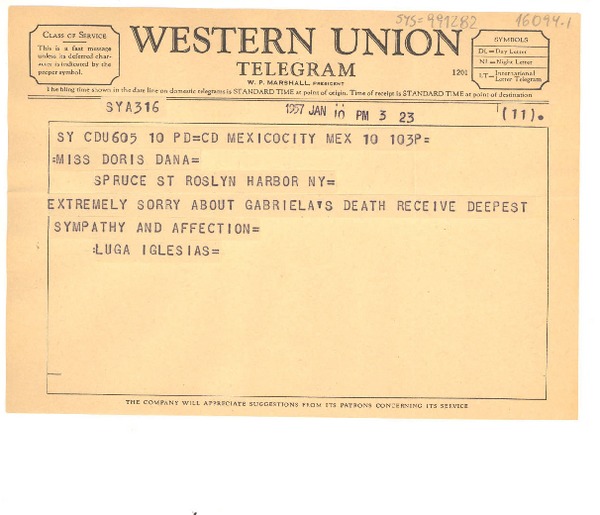 SYS=991282 16094-1
CLASS OF SERVICE
This is a fast message
unless its deferred char-
acter is indicated by the
proper symbol.
WESTERN UNION
TELEGRAM
W. P. MARSHALL, PRESIDENT
1201
SYMBOLS
DL=Day Letter
NL=Night Letter
LT=International
Letter Telegram
The filing time shown in the date line on domestic telegrams is STANDARD TIME at point of origin. Time of receipt is STANDARD TIME at point of destination
SYA316
1957 JAN 10 PM 3 23
(11).
SY CDU605 10 PD=CD MEXICOCITY MEX 10 103P=
:MISS DORIS DANA=
SPRUCE ST ROSLYN HARBOR NY=
EXTREMELY SORRY ABOUT GABRIELA'S DEATH RECEIVE DEEPEST
SYMPATHY AND AFFECTION=
:LUGA IGLESIAS=
THE COMPANY WILL APPRECIATE SUGGESTIONS FROM ITS PATRONS CONCERNING ITS SERVICE